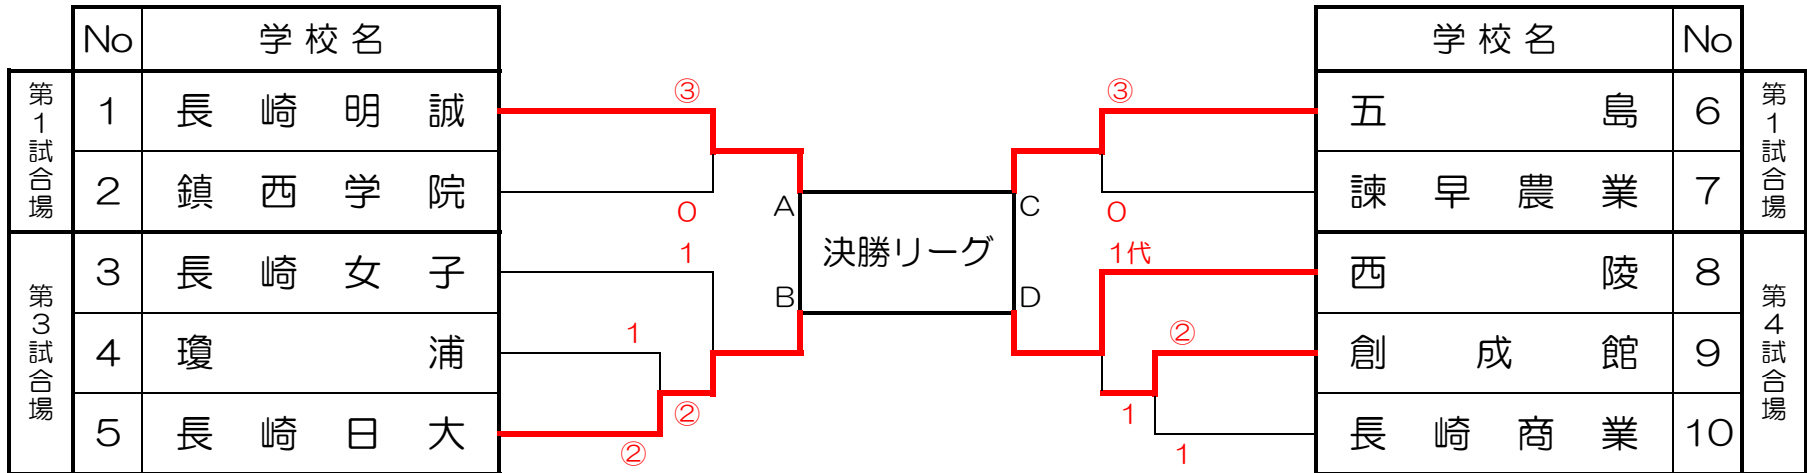 No 学校名
第1試合場
1 長崎明誠
2 鎮西学院
第3試合場
3 長崎女子
4 瓊浦
5 長崎日大
③
0
1
1
②
②
A
B
決勝リーグ
C
D
③
0
1代
②
1
1
学校名 No
五島 6
諫早農業 7
第1試合場
西陵 8
創成館 9
長崎商業 10
第4試合場